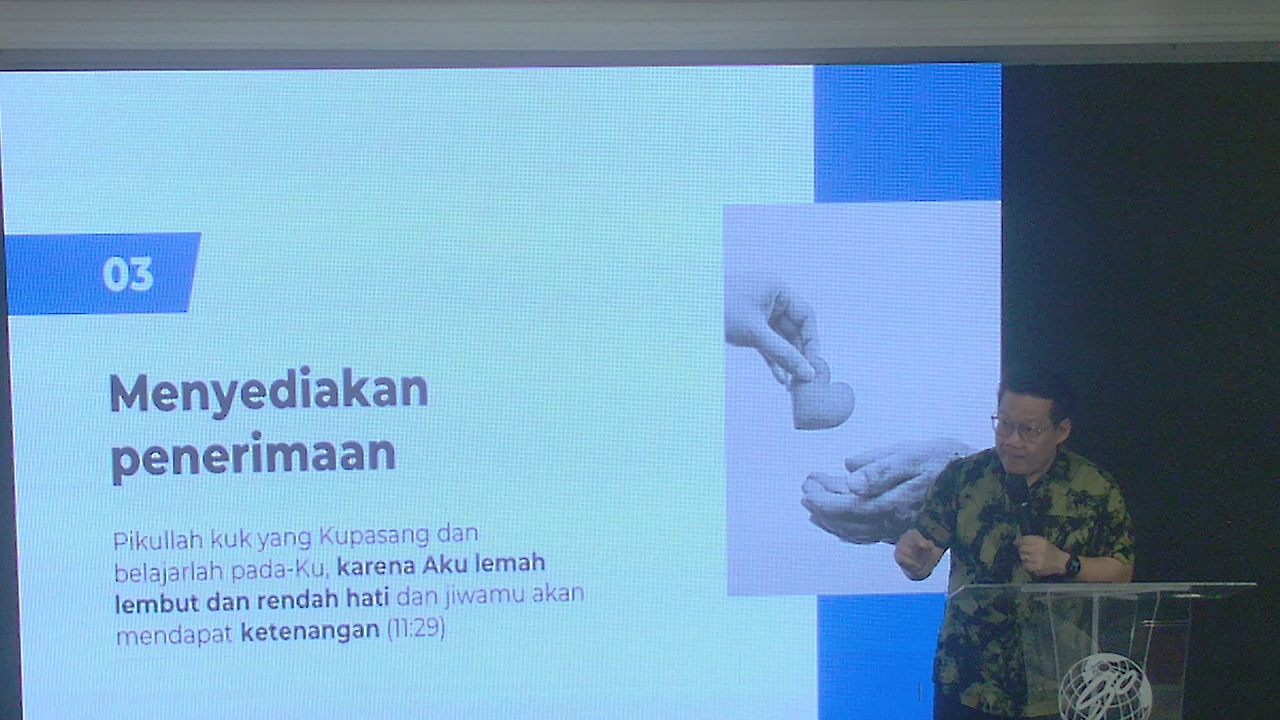 03
Menyediakan
penerimaan
Pikullah kuk yang Kupasang dan
belajarlah pada-Ku, karena Aku lemah
lembut dan rendah hati dan jiwamu akan
mendapat ketenangan (11:29)